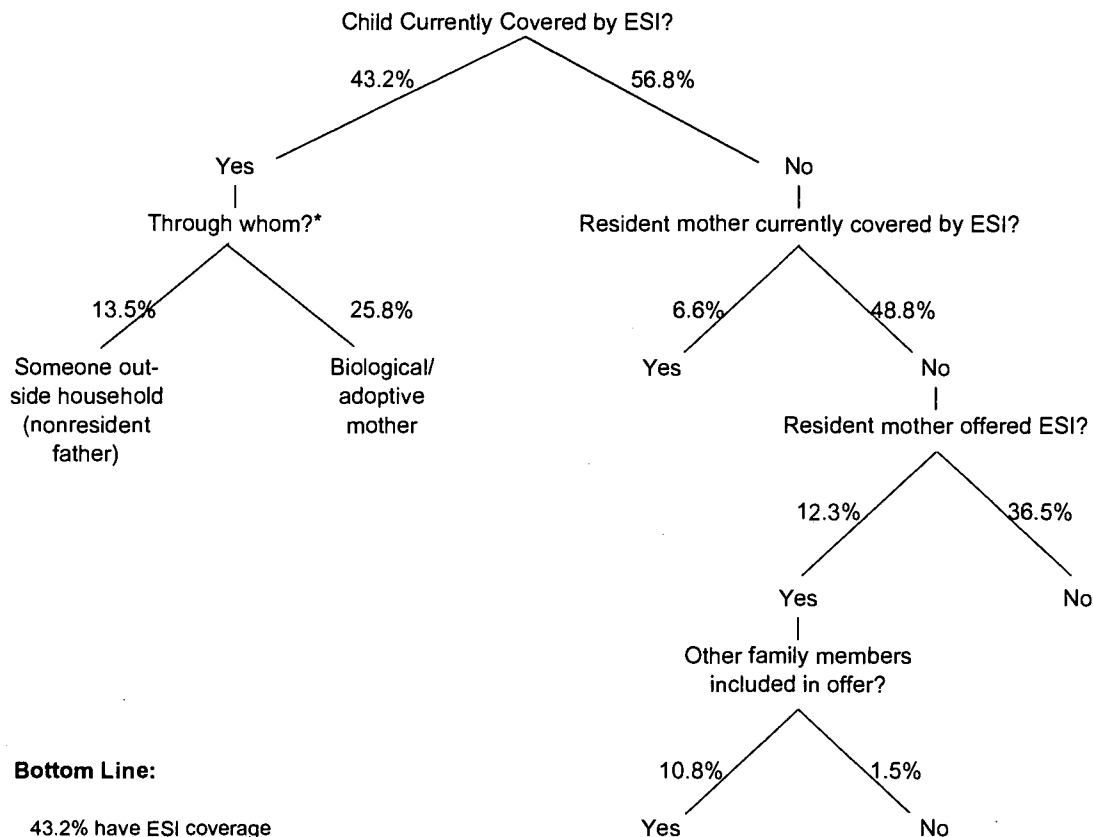 Child Currently Covered by ESI?
43.2%
56.8%
Yes
No
Through whom?*
Resident mother currently covered by ESI?
13.5%
25.8%
6.6%
48.8%
Someone out-
side household
(nonresident
father)
Biological/
adoptive
mother
Yes
No
Resident mother offered ESI?
12.3%
36.5%
Yes
No
Other family members
included in offer?
Bottom Line:
10.8%
1.5%
43.2% have ESI coverage
Yes
No